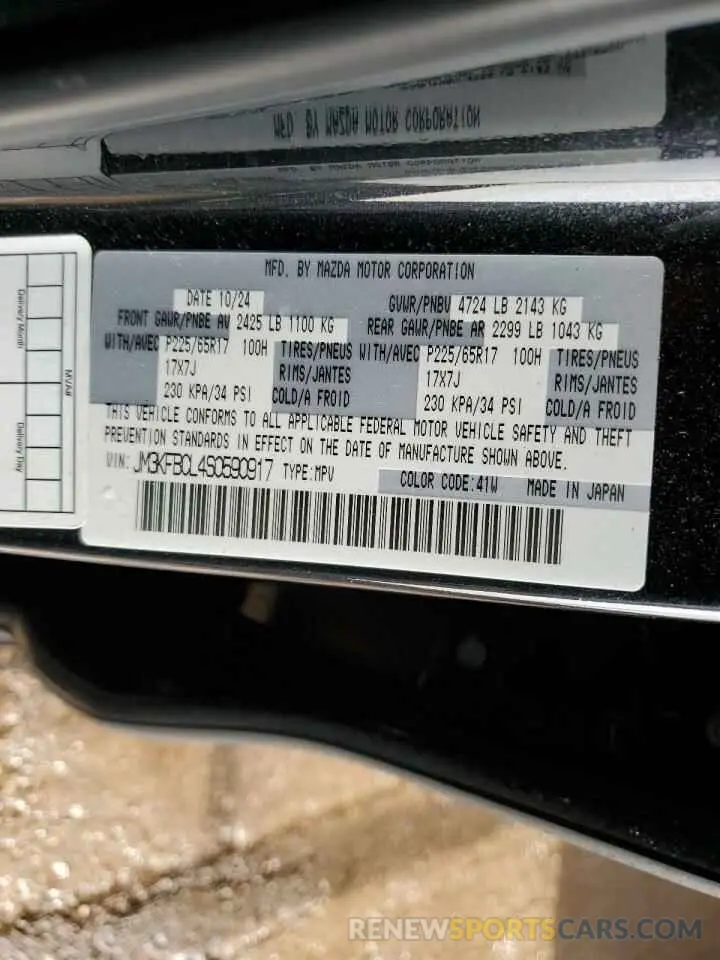 MFD. BY MAZDA MOTOR CORPORATION
MFD. BY MAZDA MOTOR CORPORATION
DATE 10/24 GVWR/PNBV 4724 LB 2143 KG
FRONT GAWR/PNBE AV 2425 LB 1100 KG REAR GAWR/PNBE AR 2299 LB 1043 KG
WITH/AVEC P225/65R17 100H TIRES/PNEUS WITH/AVEC P225/65R17 100H TIRES/PNEUS
17X7J RIMS/JANTES 17X7J RIMS/JANTES
230 KPA/34 PSI COLD/A FROID 230 KPA/34 PSI COLD/A FROID
THIS VEHICLE CONFORMS TO ALL APPLICABLE FEDERAL MOTOR VEHICLE SAFETY AND THEFT
PREVENTION STANDARDS IN EFFECT ON THE DATE OF MANUFACTURE SHOWN ABOVE.
VIN: JM3KFBCL4S0590917 TYPE:MPV
COLOR CODE:41W MADE IN JAPAN
Delivery Month
MVA#
Delivery Day
RENEWSPORTSCARS.COM